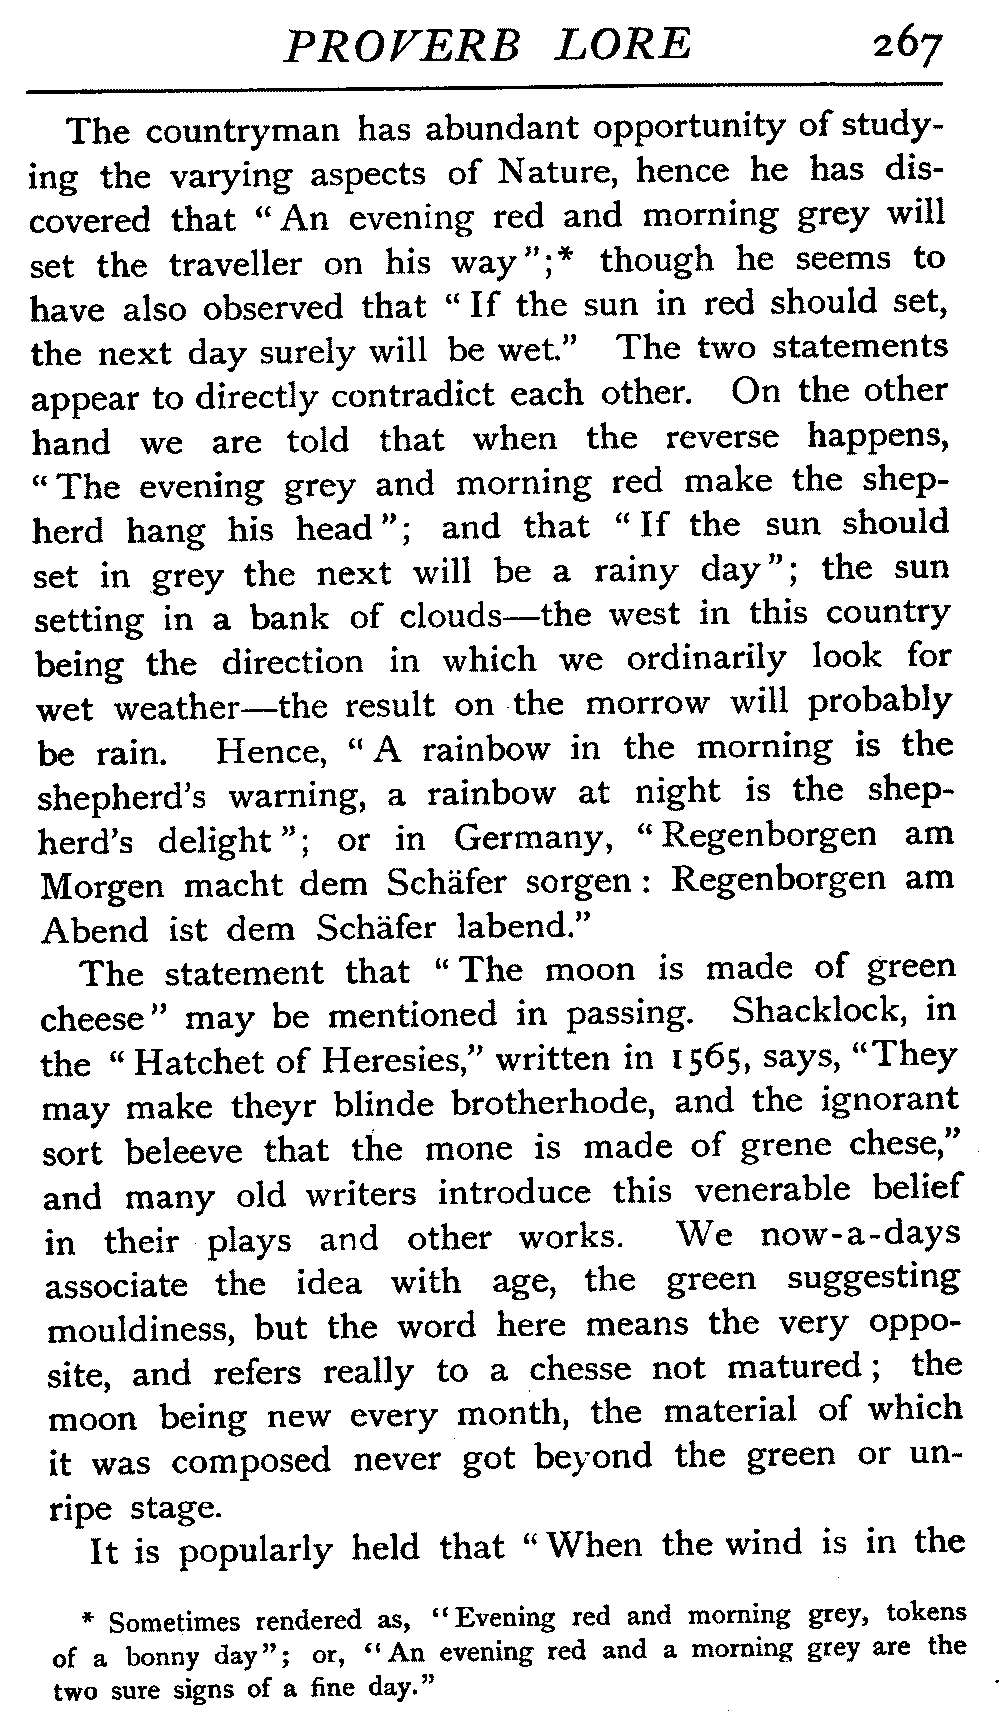 PROVERB LORE 267
The countryman has abundant opportunity of study-
ing the varying aspects of Nature, hence he has dis-
covered that “An evening red and morning grey will
set the traveller on his way”;* though he seems to
have also observed that “If the sun in red should set,
the next day surely will be wet.” The two statements
appear to directly contradict each other. On the other
hand we are told that when the reverse happens,
“The evening grey and morning red make the shep-
herd hang his head”; and that “If the sun should
set in grey the next will be a rainy day”; the sun
setting in a bank of clouds—the west in this country
being the direction in which we ordinarily look for
wet weather—the result on the morrow will probably
be rain. Hence, “A rainbow in the morning is the
shepherd’s warning, a rainbow at night is the shep-
herd’s delight”; or in Germany, “Regenborgen am
Morgen macht dem Schäfer sorgen: Regenborgen am
Abend ist dem Schäfer labend.”
The statement that “The moon is made of green
cheese” may be mentioned in passing. Shacklock, in
the “Hatchet of Heresies,” written in 1565, says, “They
may make theyr blinde brotherhode, and the ignorant
sort beleeve that the mone is made of grene chese,”
and many old writers introduce this venerable belief
in their plays and other works. We now-a-days
associate the idea with age, the green suggesting
mouldiness, but the word here means the very oppo-
site, and refers really to a chesse not matured; the
moon being new every month, the material of which
it was composed never got beyond the green or un-
ripe stage.
It is popularly held that “When the wind is in the
* Sometimes rendered as, “Evening red and morning grey, tokens
of a bonny day”; or, “An evening red and a morning grey are the
two sure signs of a fine day.”